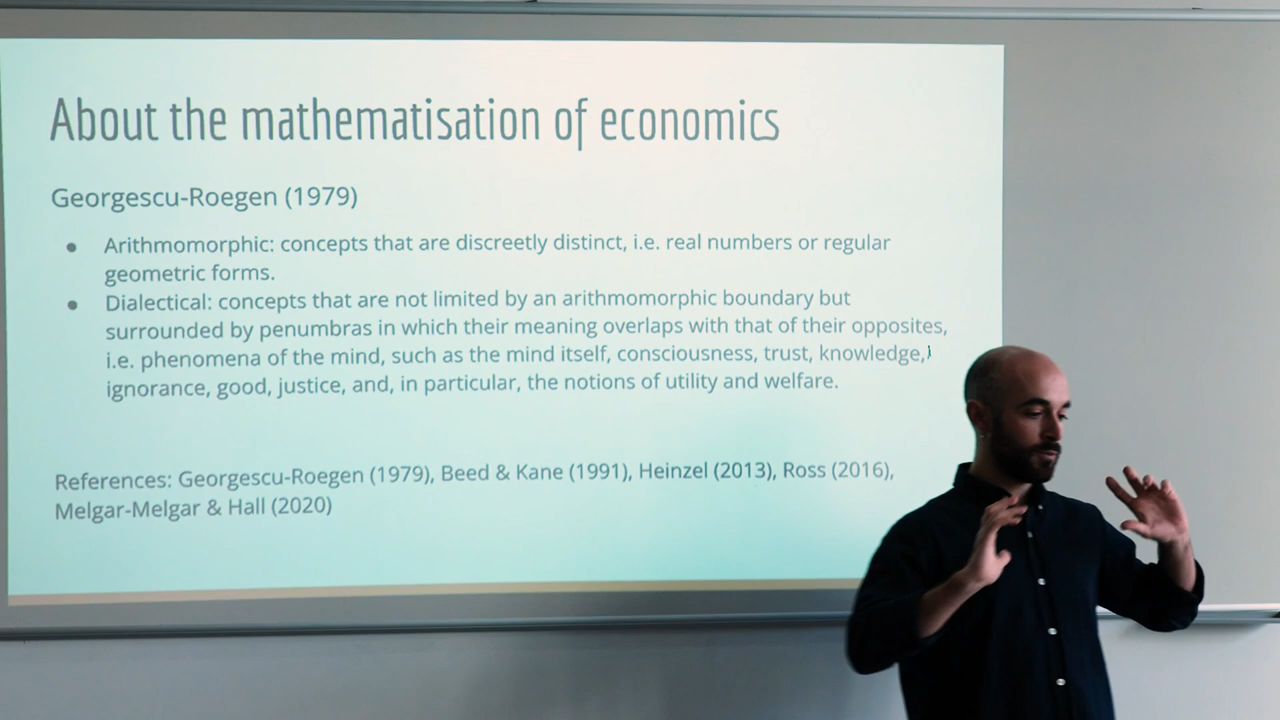 About the mathematisation of economics
Georgescu-Roegen (1979)
● Arithmomorphic: concepts that are discreetly distinct, i.e. real numbers or regular
geometric forms.
● Dialectical: concepts that are not limited by an arithmomorphic boundary but
surrounded by penumbras in which their meaning overlaps with that of their opposites,
i.e. phenomena of the mind, such as the mind itself, consciousness, trust, knowledge,
ignorance, good, justice, and, in particular, the notions of utility and welfare.
References: Georgescu-Roegen (1979), Beed & Kane (1991), Heinzel (2013), Ross (2016),
Melgar-Melgar & Hall (2020)